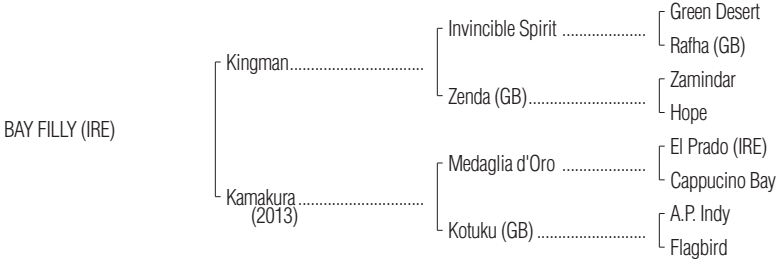 Green Desert
Invincible Spirit ....................
Rafha (GB)
Kingman................................
Zamindar
Zenda (GB)............................
Hope
BAY FILLY (IRE)
El Prado (IRE)
Medaglia d'Oro ....................
Cappucino Bay
Kamakura..............................
(2013)
A.P. Indy
Kotuku (GB) ..........................
Flagbird